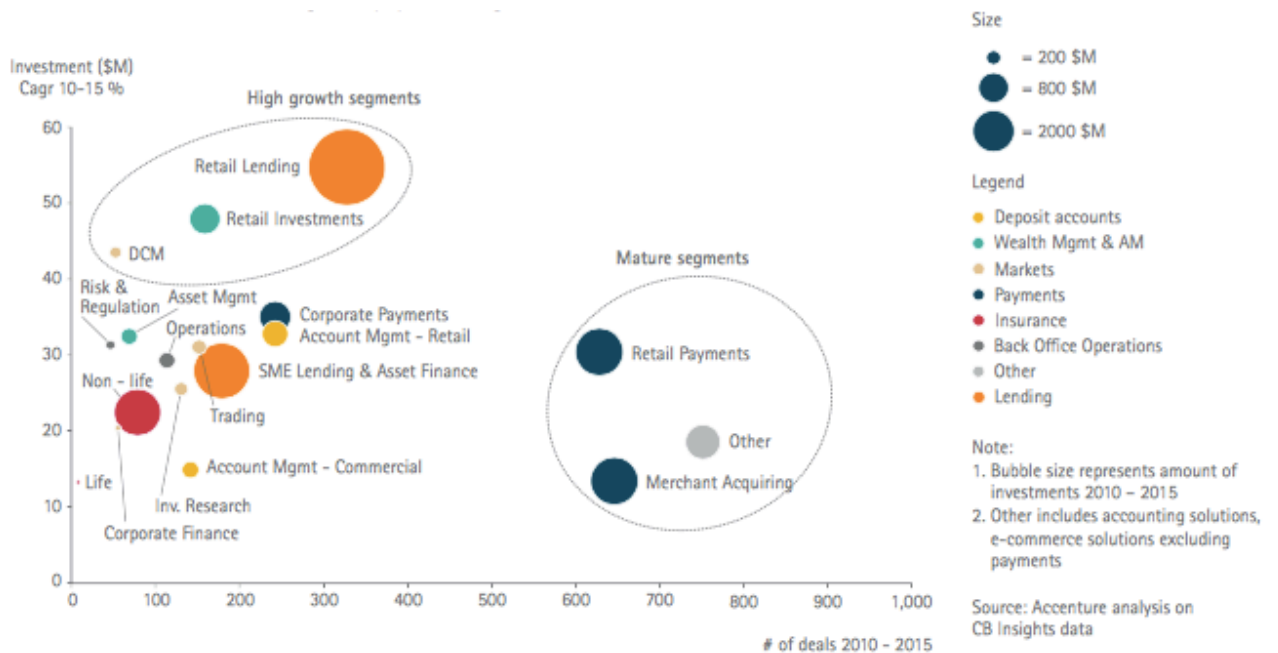 Investment ($M)
Cagr 10-15 %
High growth segments
60
50
40
30
20
10
0
Retail Lending
Retail Investments
DCM
Risk &
Regulation
Asset Mgmt
Operations
Corporate Payments
Account Mgmt - Retail
Non - life
SME Lending & Asset Finance
Trading
Account Mgmt - Commercial
Life
Inv. Research
Corporate Finance
Mature segments
Retail Payments
Other
Merchant Acquiring
0
100
200
300
400
500
600
700
800
900
1,000
# of deals 2010 - 2015
Size
= 200 $M
= 800 $M
= 2000 $M
Legend
Deposit accounts
Wealth Mgmt & AM
Markets
Payments
Insurance
Back Office Operations
Other
Lending
Note:
1. Bubble size represents amount of
investments 2010 – 2015
2. Other includes accounting solutions,
e-commerce solutions excluding
payments
Source: Accenture analysis on
CB Insights data